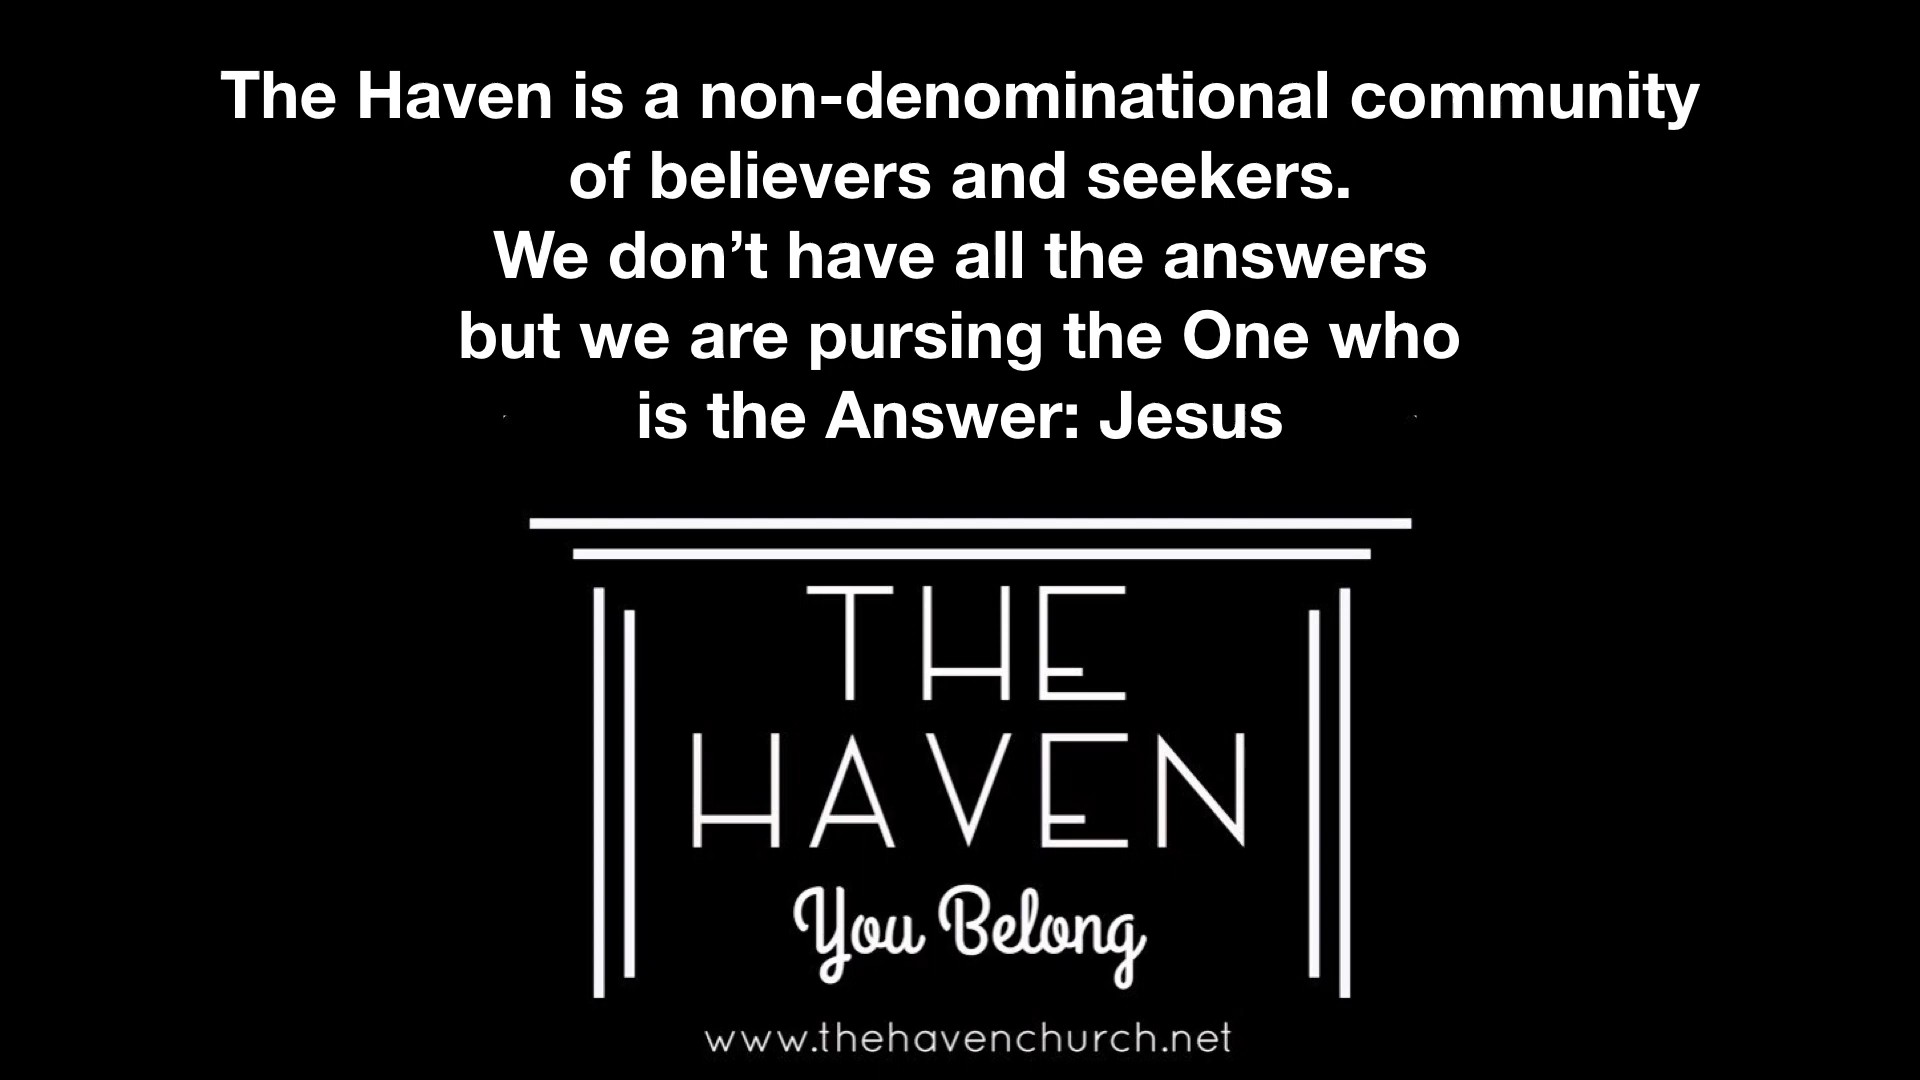 The Haven is a non-denominational community
of believers and seekers.
We don’t have all the answers
but we are pursing the One who
is the Answer: Jesus
THE
HAVEN
You Belong
www.thehavenchurch.net